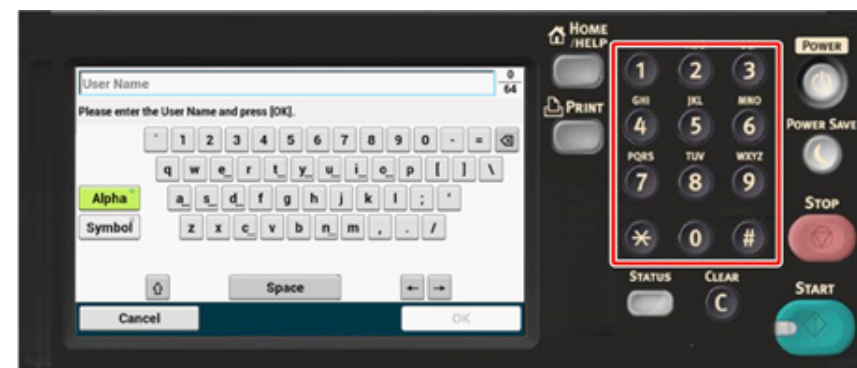 HOME
/HELP
POWER
User Name
0
64
Please enter the User Name and press [OK].
1 2 3
PRINT
` 1 2 3 4 5 6 7 8 9 0 - =
GHI JKL MNO
4 5 6
POWER SAVE
q w e r t y u i o p [ ] \
PQRS TUV WXYZ
7 8 9
Alpha
a s d f g h j k l ; '
STOP
Symbol
z x c v b n m , . /
* 0 #
STATUS
CLEAR
Space
← →
C
START
Cancel
OK